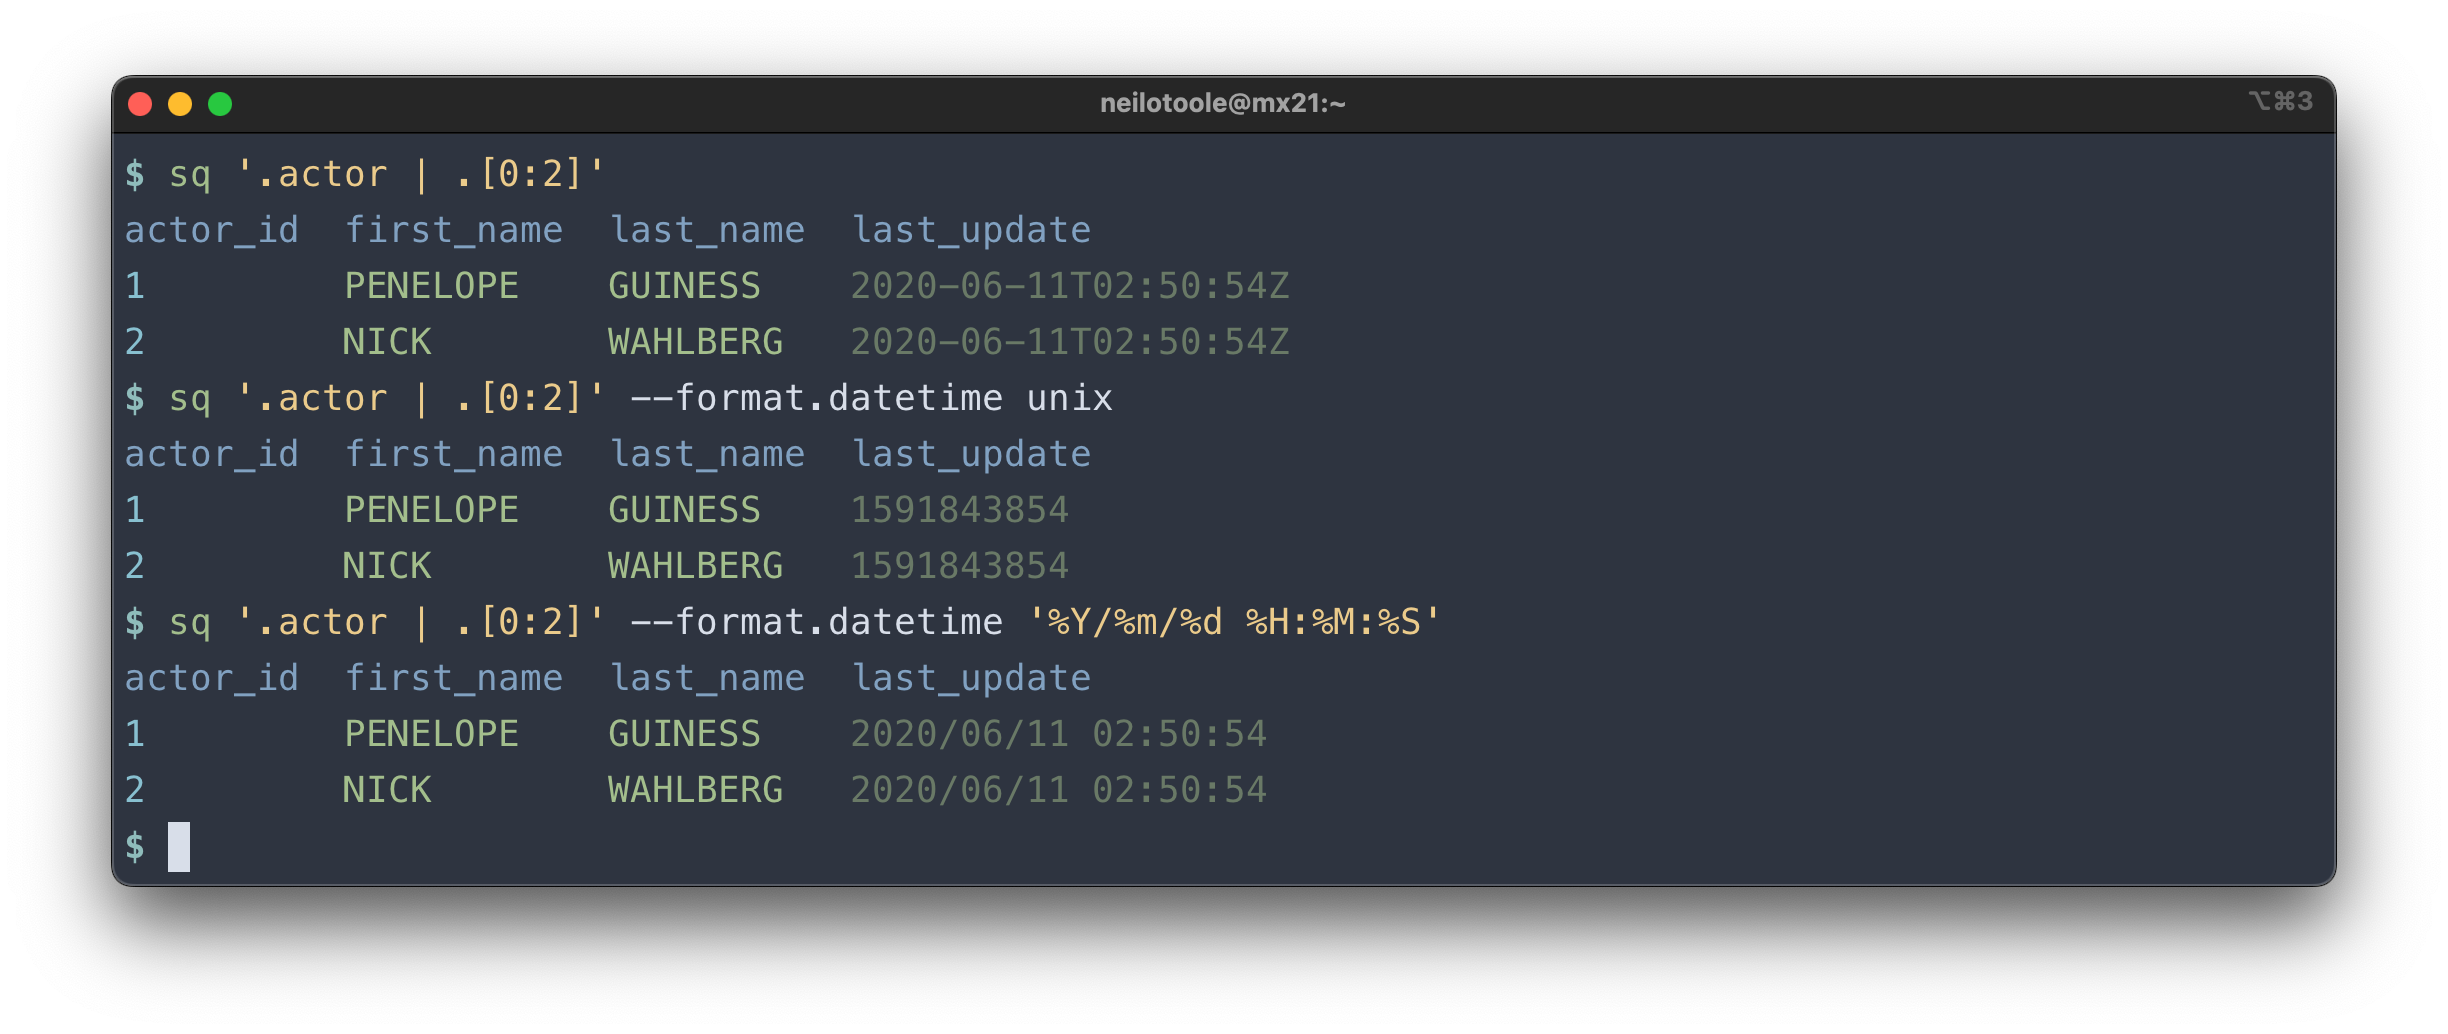 neilotoole@mx21:~ ⌥⌘3
$ sq '.actor | .[0:2]'
actor_id  first_name  last_name  last_update
1         PENELOPE    GUINESS    2020-06-11T02:50:54Z
2         NICK        WAHLBERG   2020-06-11T02:50:54Z
$ sq '.actor | .[0:2]' --format.datetime unix
actor_id  first_name  last_name  last_update
1         PENELOPE    GUINESS    1591843854
2         NICK        WAHLBERG   1591843854
$ sq '.actor | .[0:2]' --format.datetime '%Y/%m/%d %H:%M:%S'
actor_id  first_name  last_name  last_update
1         PENELOPE    GUINESS    2020/06/11 02:50:54
2         NICK        WAHLBERG   2020/06/11 02:50:54
$